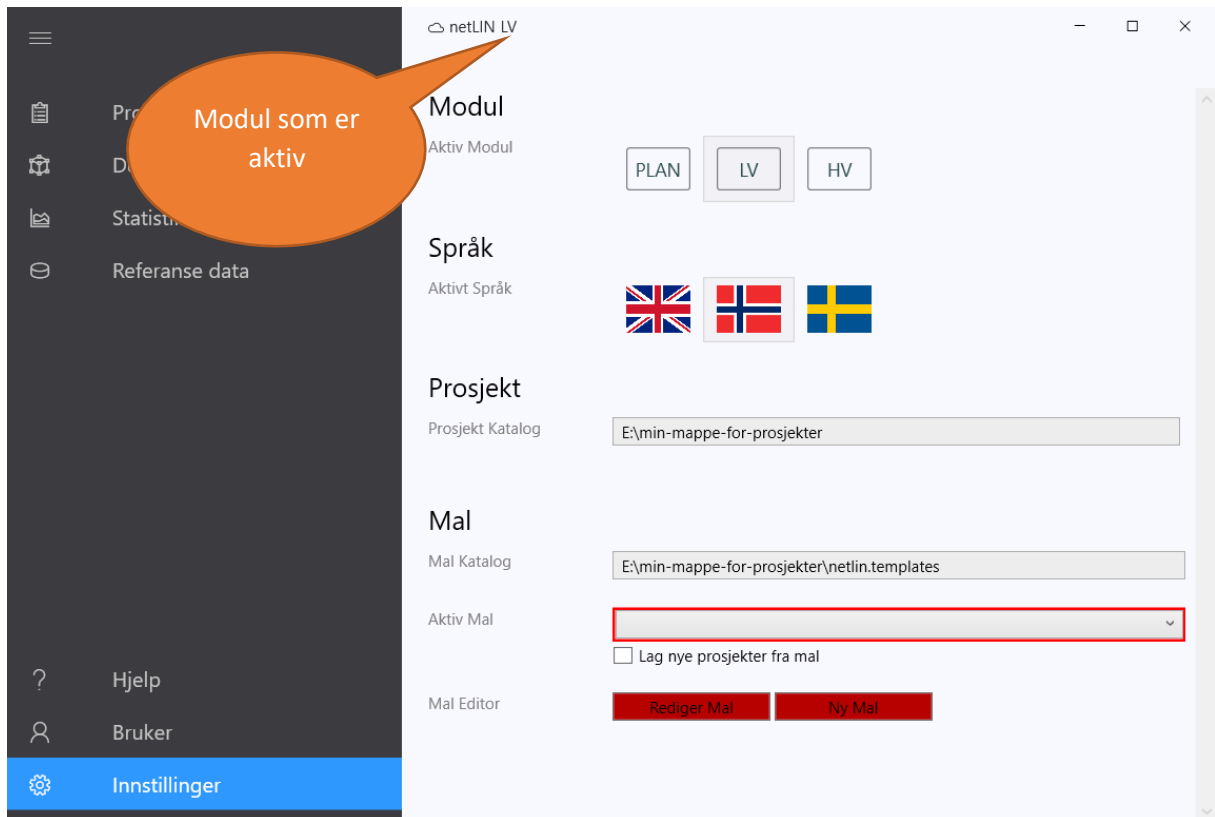 netLIN LV
Modul som er
aktiv
Statisti
Referanse data
Hjelp
Bruker
Innstillinger
Modul
Aktiv Modul
PLAN
LV
HV
Språk
Aktivt Språk
Prosjekt
Prosjekt Katalog
E:\min-mappe-for-prosjekter
Mal
Mal Katalog
E:\min-mappe-for-prosjekter\netlin.templates
Aktiv Mal
Lag nye prosjekter fra mal
Mal Editor
Rediger Mal
Ny Mal